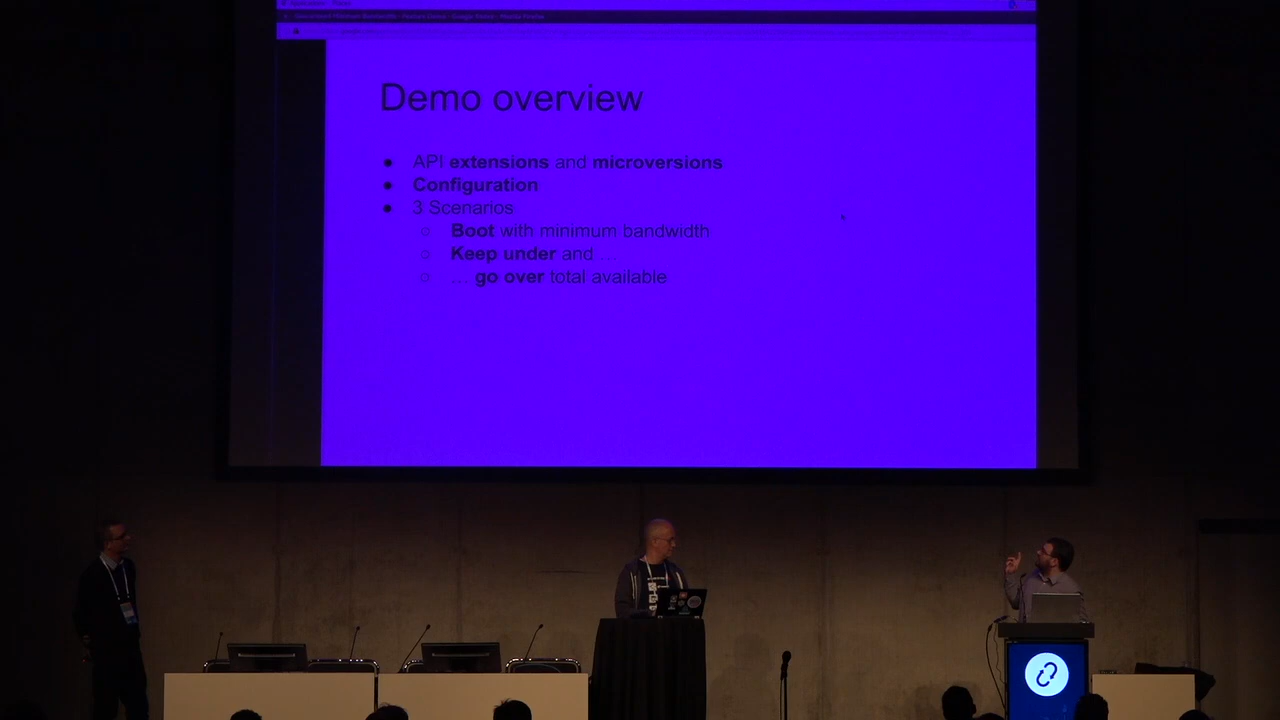 Demo overview
● API extensions and microversions
● Configuration
● 3 Scenarios
○ Boot with minimum bandwidth
○ Keep under and …
○ … go over total available